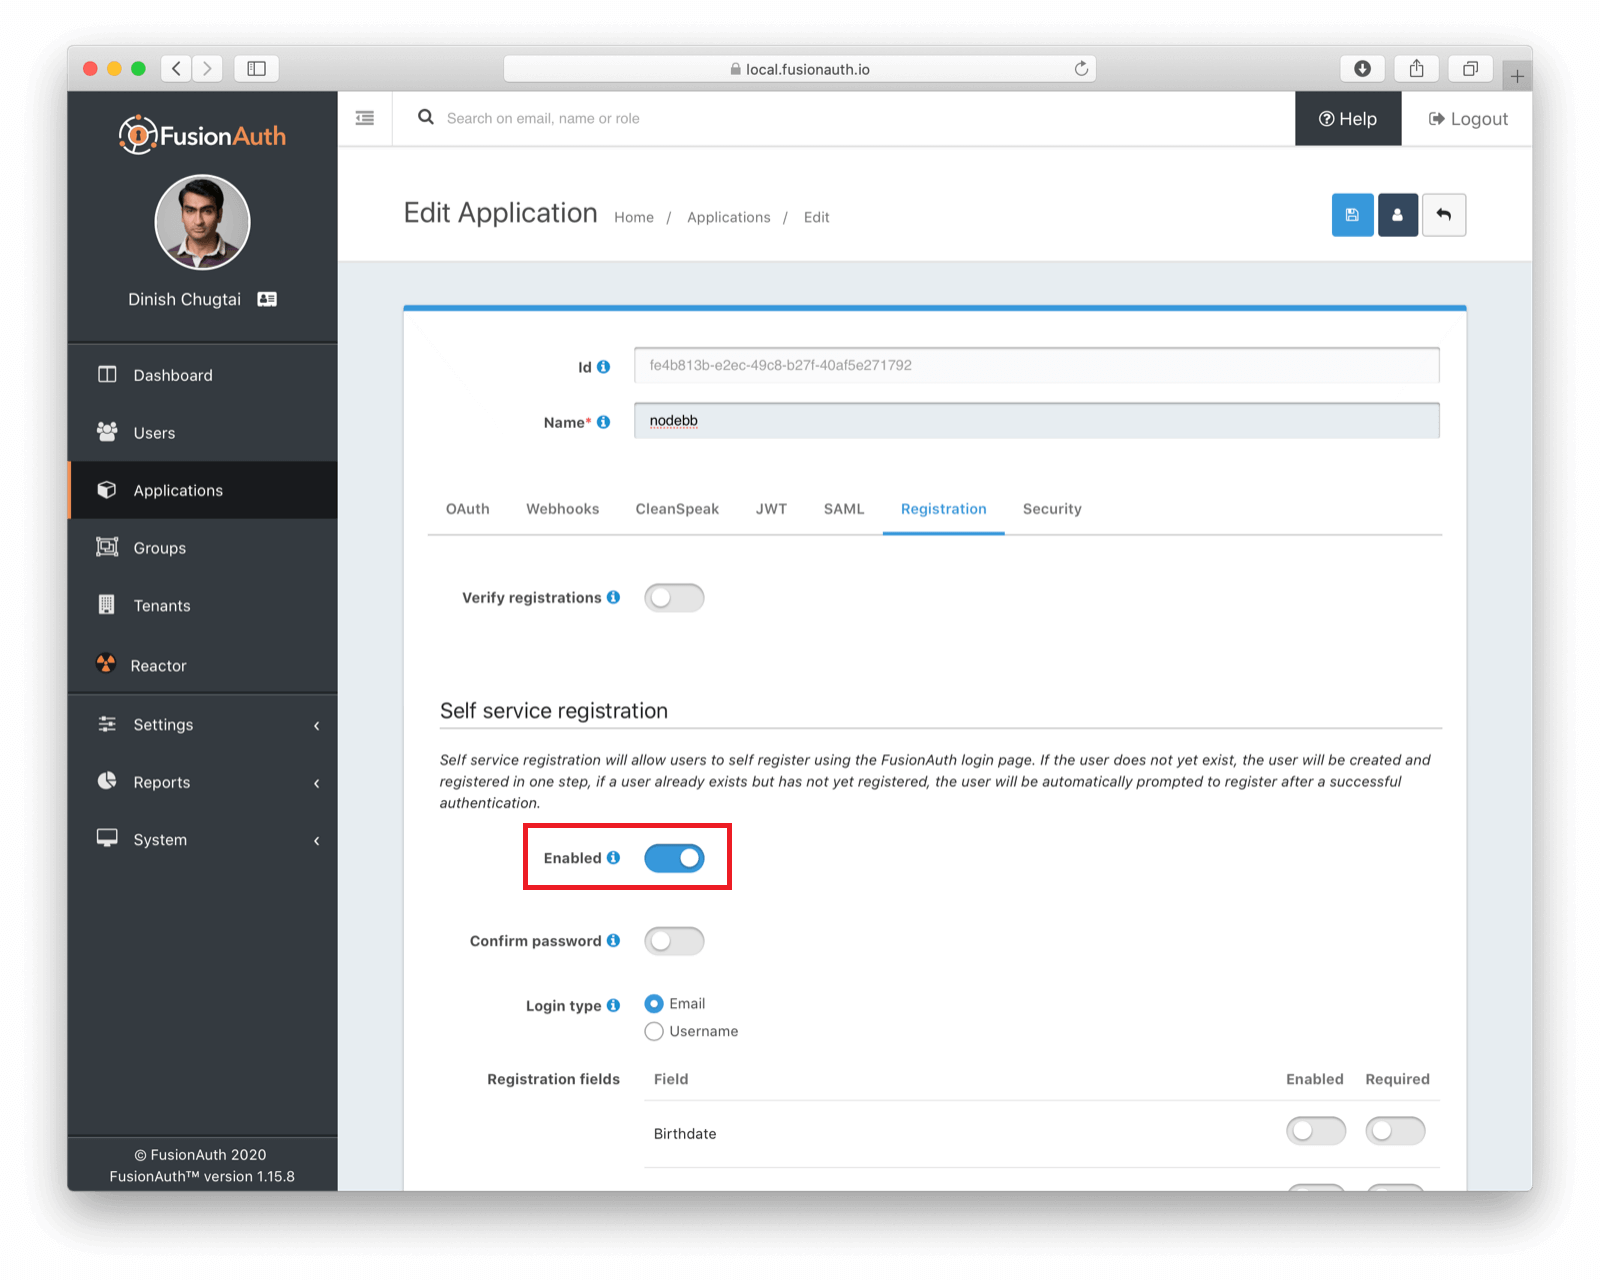 local.fusionauth.io
FusionAuth
Search on email, name or role
Help
Logout
Dinish Chugtai
Dashboard
Users
Applications
Groups
Tenants
Reactor
Settings
Reports
System
© FusionAuth 2020
FusionAuth™ version 1.15.8
Edit Application
Home / Applications / Edit
Id
fe4b813b-e2ec-49c8-b27f-40af5e271792
Name*
nodebb
OAuth Webhooks CleanSpeak JWT SAML Registration Security
Verify registrations
Self service registration
Self service registration will allow users to self register using the FusionAuth login page. If the user does not yet exist, the user will be created and
registered in one step, if a user already exists but has not yet registered, the user will be automatically prompted to register after a successful
authentication.
Enabled
Confirm password
Login type
Email
Username
Registration fields
Field Enabled Required
Birthdate